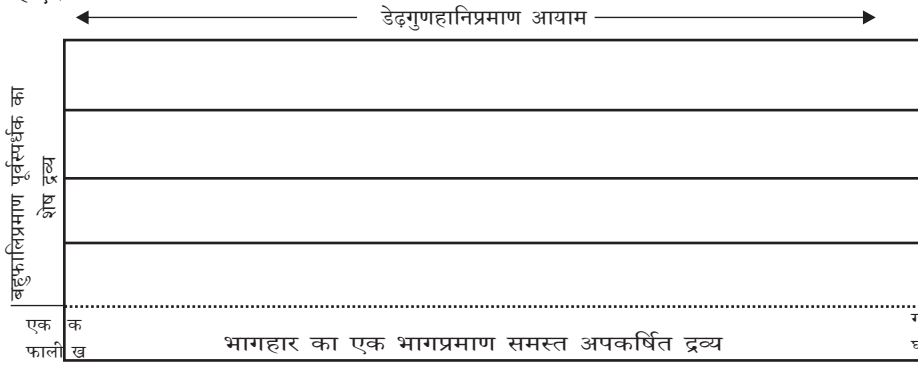 डेढ़गुणहानिप्रमाण आयाम
बहुफालिप्रमाण पूर्वस्पर्धक का
शेष द्रव्य
एक क
फाली ख
भागहार का एक भागप्रमाण समस्त अपकर्षित द्रव्य